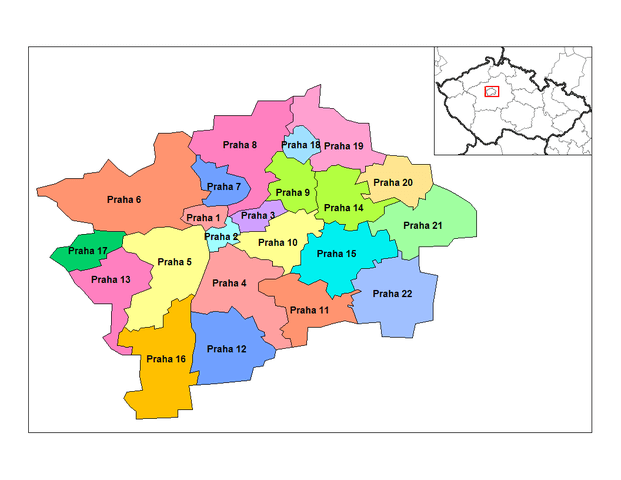 Praha 8
Praha 18
Praha 19
Praha 7
Praha 20
Praha 6
Praha 9
Praha 14
Praha 1
Praha 3
Praha 21
Praha 2
Praha 10
Praha 17
Praha 15
Praha 5
Praha 13
Praha 4
Praha 22
Praha 11
Praha 12
Praha 16